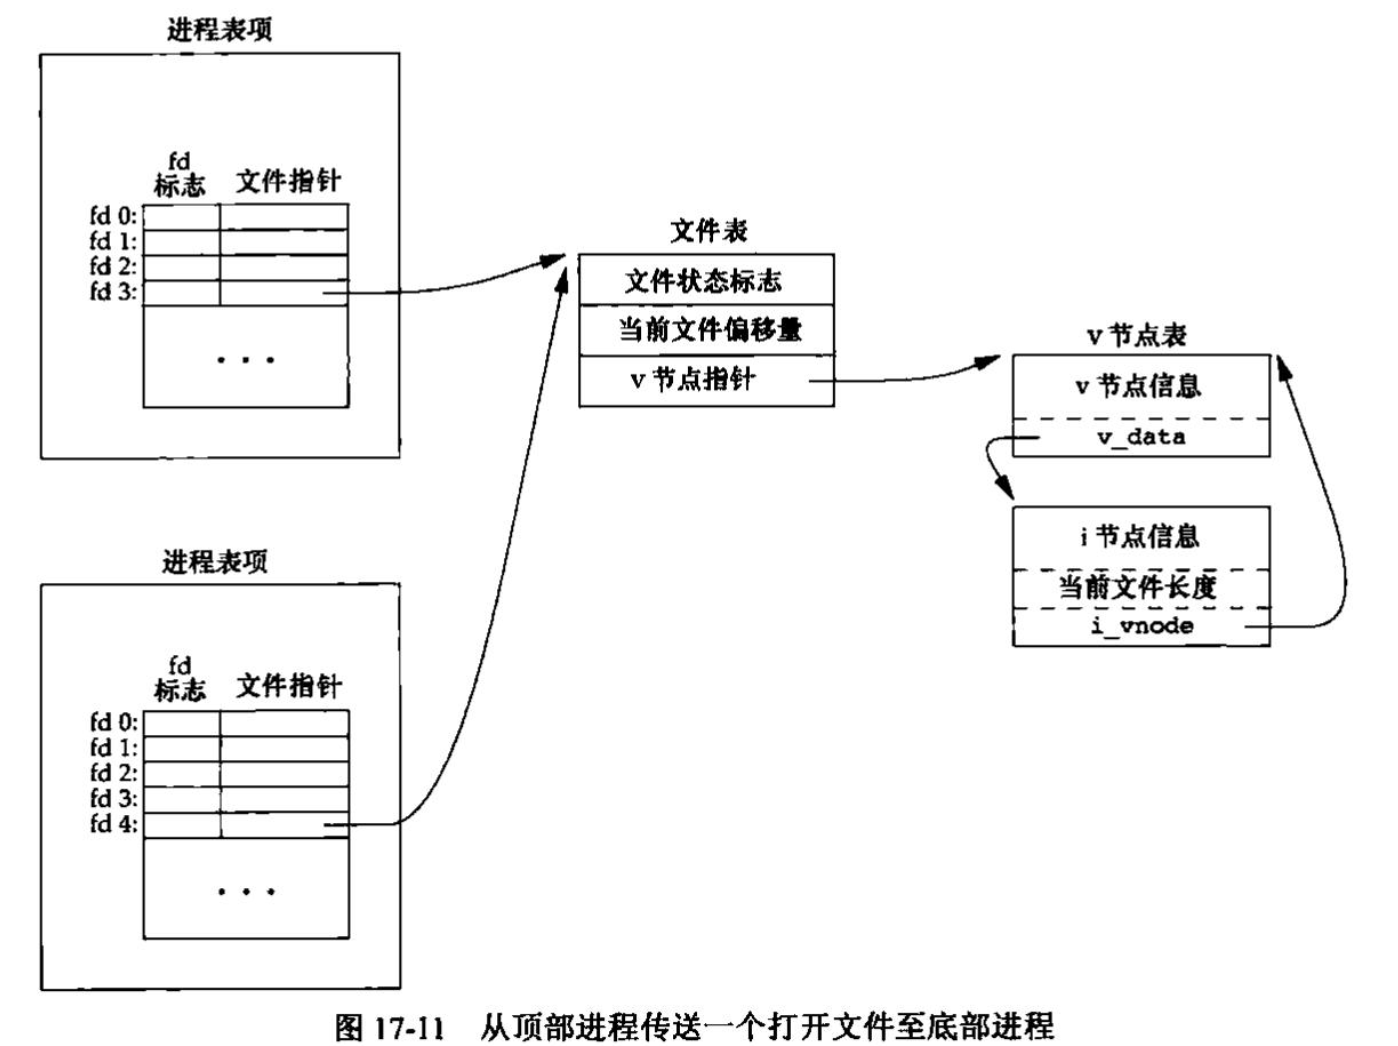 进程表项
fd
标志
文件指针
fd 0:
fd 1:
fd 2:
fd 3:
• • •
文件表
文件状态标志
当前文件偏移量
v 节点指针
v 节点表
v 节点信息
v_data
i 节点信息
当前文件长度
i_vnode
进程表项
fd
标志
文件指针
fd 0:
fd 1:
fd 2:
fd 3:
fd 4:
• • •
图 17-11 从顶部进程传送一个打开文件至底部进程